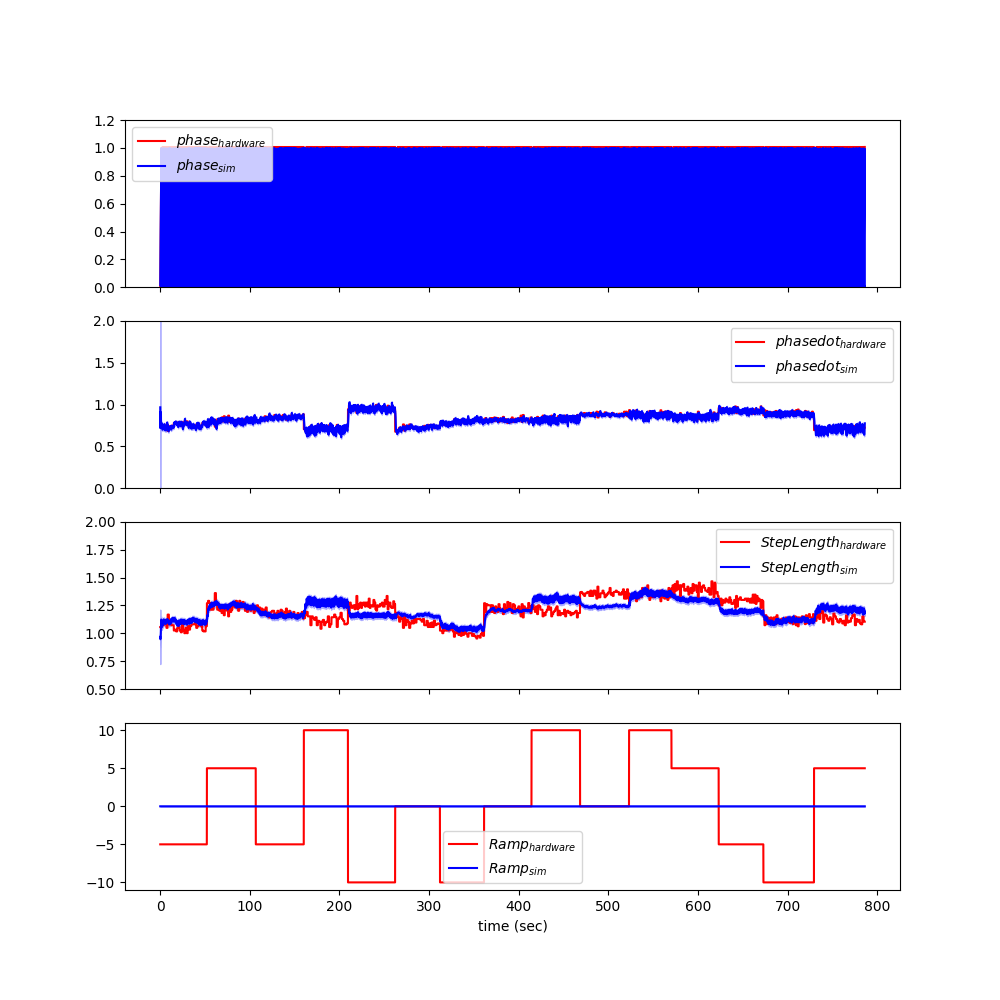 1.2
1.0
0.8
0.6
0.4
0.2
0.0
phase_hardware
phase_sim
2.0
1.5
1.0
0.5
0.0
phasedot_hardware
phasedot_sim
2.00
1.75
1.50
1.25
1.00
0.75
0.50
StepLength_hardware
StepLength_sim
10
5
0
−5
−10
Ramp_hardware
Ramp_sim
0 100 200 300 400 500 600 700 800
time (sec)